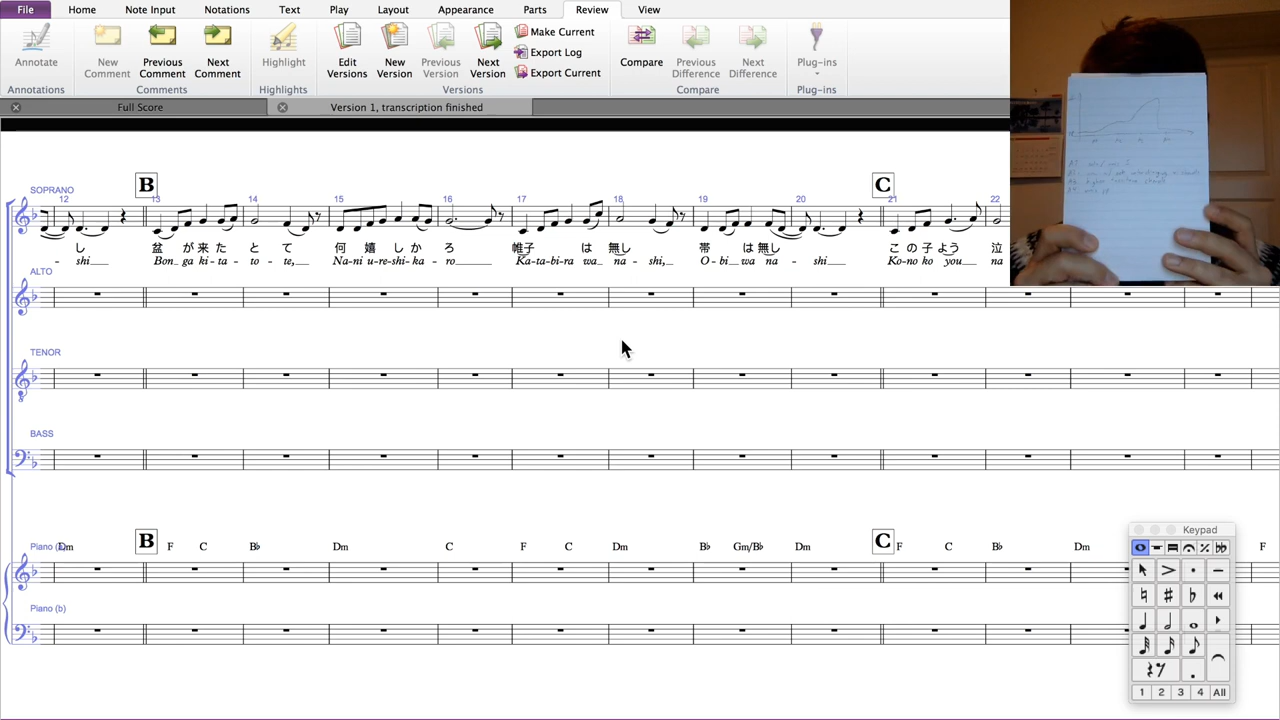 File Home Note Input Notations Text Play Layout Appearance Parts Review View
Annotate New Comment Previous Comment Next Comment Highlight Edit Versions New Version Previous Version Next Version Make Current Export Log Export Current Compare Previous Difference Next Difference Plug-ins
Annotations Comments Highlights Versions Compare Plug-ins
Full Score Version 1, transcription finished
B C
SOPRANO
12 13 14 15 16 17 18 19 20 21 22
し 盆 が 来 た と て 何 嬉 し か ろ 帷子 は 無し 帯 は 無し こ の 子 よう 泣
- shi Bon - ga ki - ta - to - te, Na - ni u - re - shi - ka - ro Ka - ta - bi - ra wa na - shi, O - bi wa na - shi Ko - no ko you na
ALTO
TENOR
BASS
B C
Piano Dm F C B♭ Dm C F C Dm B♭ Gm/B♭ Dm F C B♭ Dm F
Piano (b)
Keypad
1 2 3 4 All